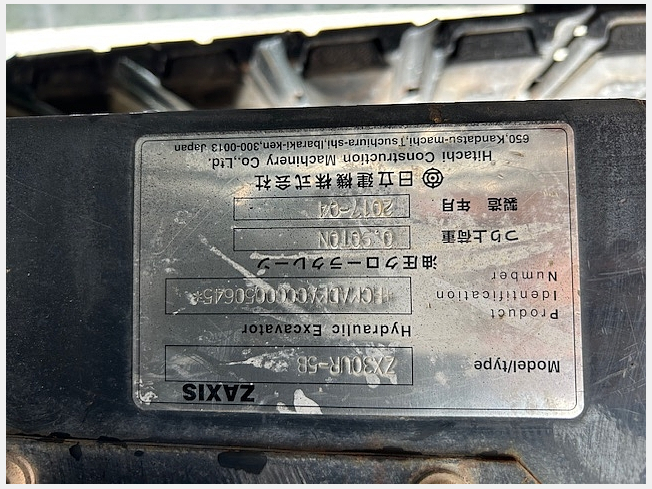 ZAXIS
Model/type ZX30UR-5B
Hydraulic Excavator
Product
Identification
Number
油圧クローラクレーン
つり上荷重 0.90TON
製造 年月 2017-04
日立建機株式会社
Hitachi Construction Machinery Co.,Ltd.
650,Kandatsu-machi,Tsuchiura-shi,Ibaraki-ken,300-0013 Japan